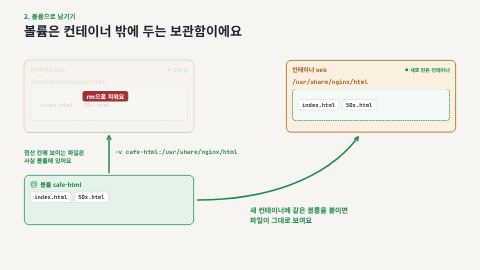 2. 볼륨으로 남기기
볼륨은 컨테이너 밖에 두는 보관함이에요
컨테이너 web
/usr/share/nginx/html
rm으로 지워요
index.html
컨테이너 web
새로 만든 컨테이너
/usr/share/nginx/html
index.html 50x.html
점선 칸에 보이는 파일은
사실 볼륨에 있어요
-v cafe-html:/usr/share/nginx/html
볼륨 cafe-html
index.html 50x.html
새 컨테이너에 같은 볼륨을 붙이면
파일이 그대로 보여요